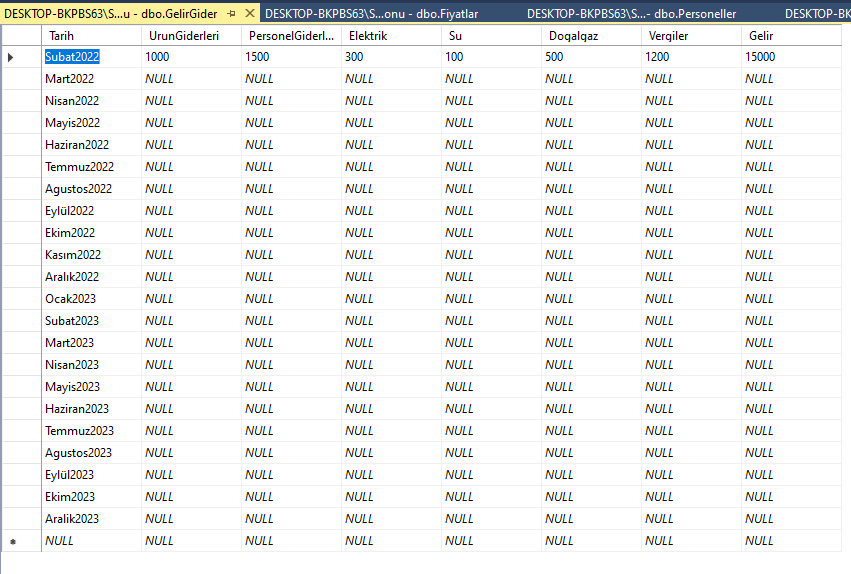 DESKTOP-BKPBS63\S...u - dbo.GelirGider DESKTOP-BKPBS63\S...onu - dbo.Fiyatlar DESKTOP-BKPBS63\S...- dbo.Personeller DESKTOP-BK
Tarih UrunGiderleri PersonelGiderl... Elektrik Su Doqalqaz Verqiler Gelir
Subat2022 1000 1500 300 100 500 1200 15000
Mart2022 NULL NULL NULL NULL NULL NULL NULL
Nisan2022 NULL NULL NULL NULL NULL NULL NULL
Mayis2022 NULL NULL NULL NULL NULL NULL NULL
Haziran2022 NULL NULL NULL NULL NULL NULL NULL
Temmuz2022 NULL NULL NULL NULL NULL NULL NULL
Agustos2022 NULL NULL NULL NULL NULL NULL NULL
Eylül2022 NULL NULL NULL NULL NULL NULL NULL
Ekim2022 NULL NULL NULL NULL NULL NULL NULL
Kasım2022 NULL NULL NULL NULL NULL NULL NULL
Aralık2022 NULL NULL NULL NULL NULL NULL NULL
Ocak2023 NULL NULL NULL NULL NULL NULL NULL
Subat2023 NULL NULL NULL NULL NULL NULL NULL
Mart2023 NULL NULL NULL NULL NULL NULL NULL
Nisan2023 NULL NULL NULL NULL NULL NULL NULL
Mayis2023 NULL NULL NULL NULL NULL NULL NULL
Haziran2023 NULL NULL NULL NULL NULL NULL NULL
Temmuz2023 NULL NULL NULL NULL NULL NULL NULL
Agustos2023 NULL NULL NULL NULL NULL NULL NULL
Eylül2023 NULL NULL NULL NULL NULL NULL NULL
Ekim2023 NULL NULL NULL NULL NULL NULL NULL
Aralik2023 NULL NULL NULL NULL NULL NULL NULL
NULL NULL NULL NULL NULL NULL NULL NULL